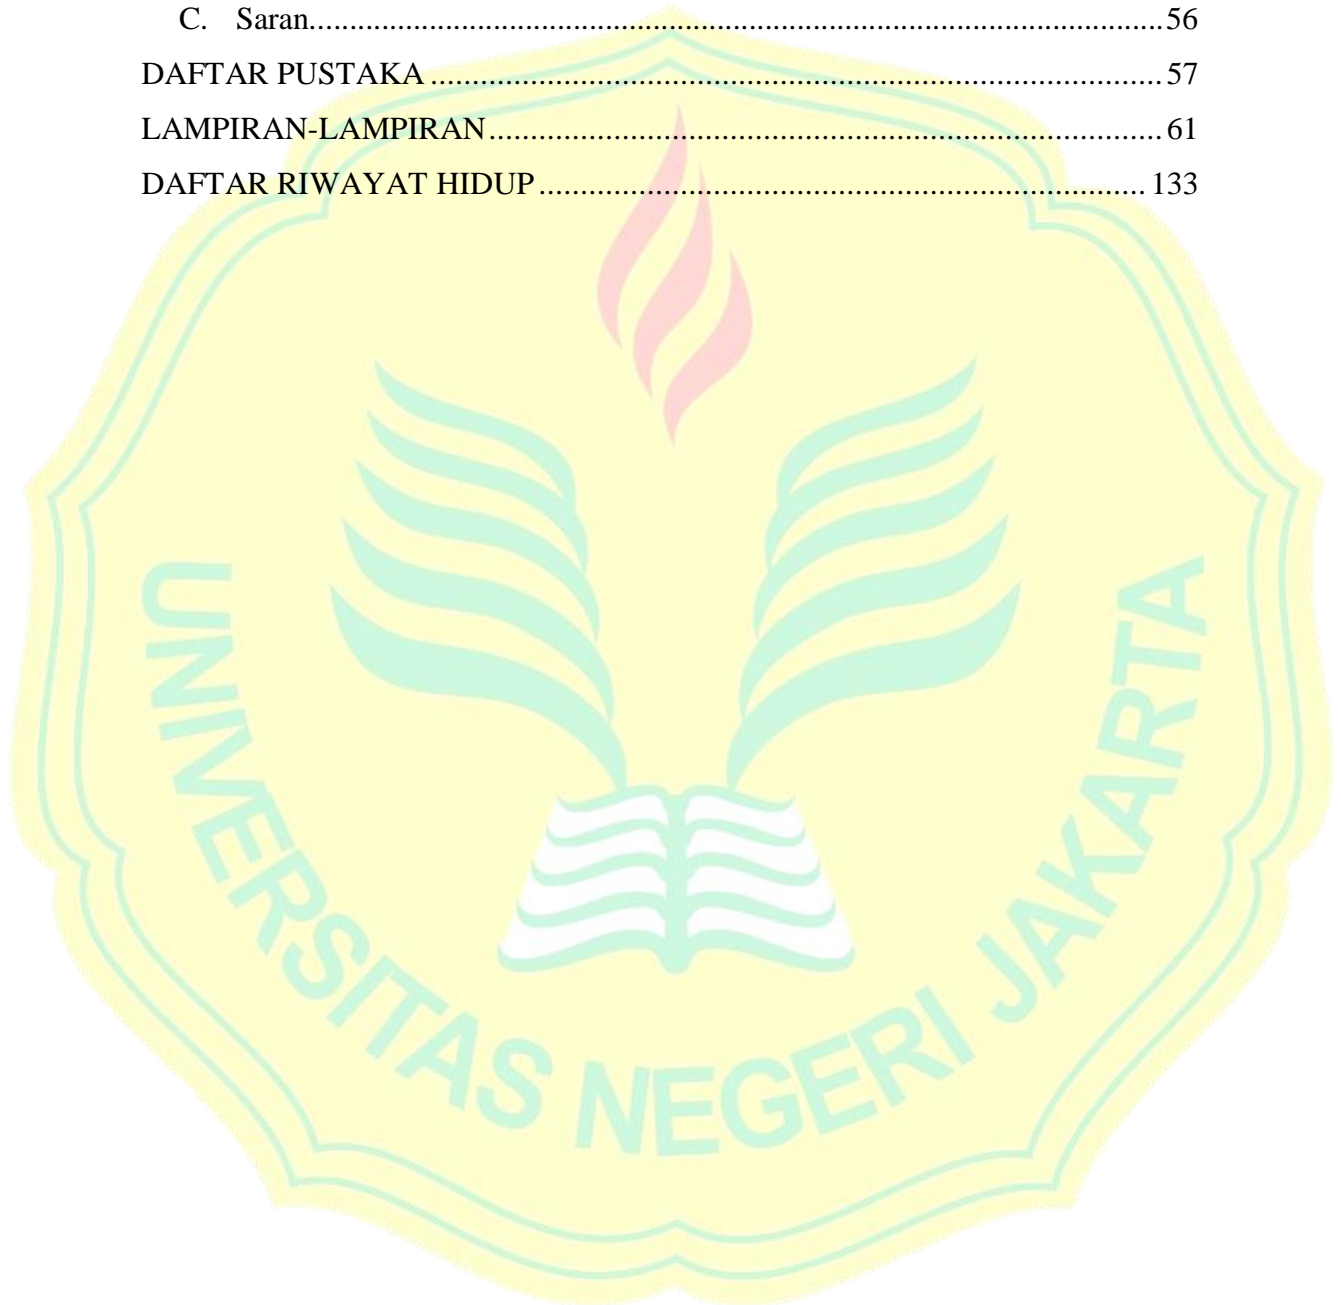 C. Saran..........................................................................................................56
DAFTAR PUSTAKA ............................................................................................ 57
LAMPIRAN-LAMPIRAN..................................................................................... 61
DAFTAR RIWAYAT HIDUP ............................................................................ 133
UNIVERSITAS NEGERI JAKARTA